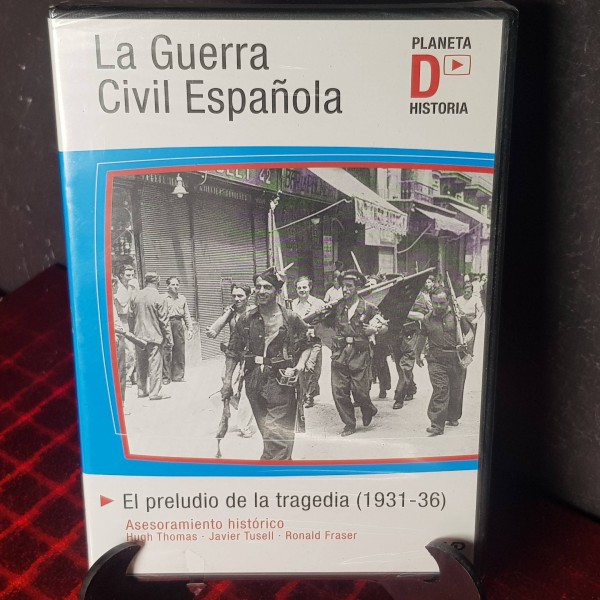 La Guerra
Civil Española
PLANETA
D
HISTORIA
El preludio de la tragedia (1931-36)
Asesoramiento histórico
Hugh Thomas · Javier Tusell · Ronald Fraser